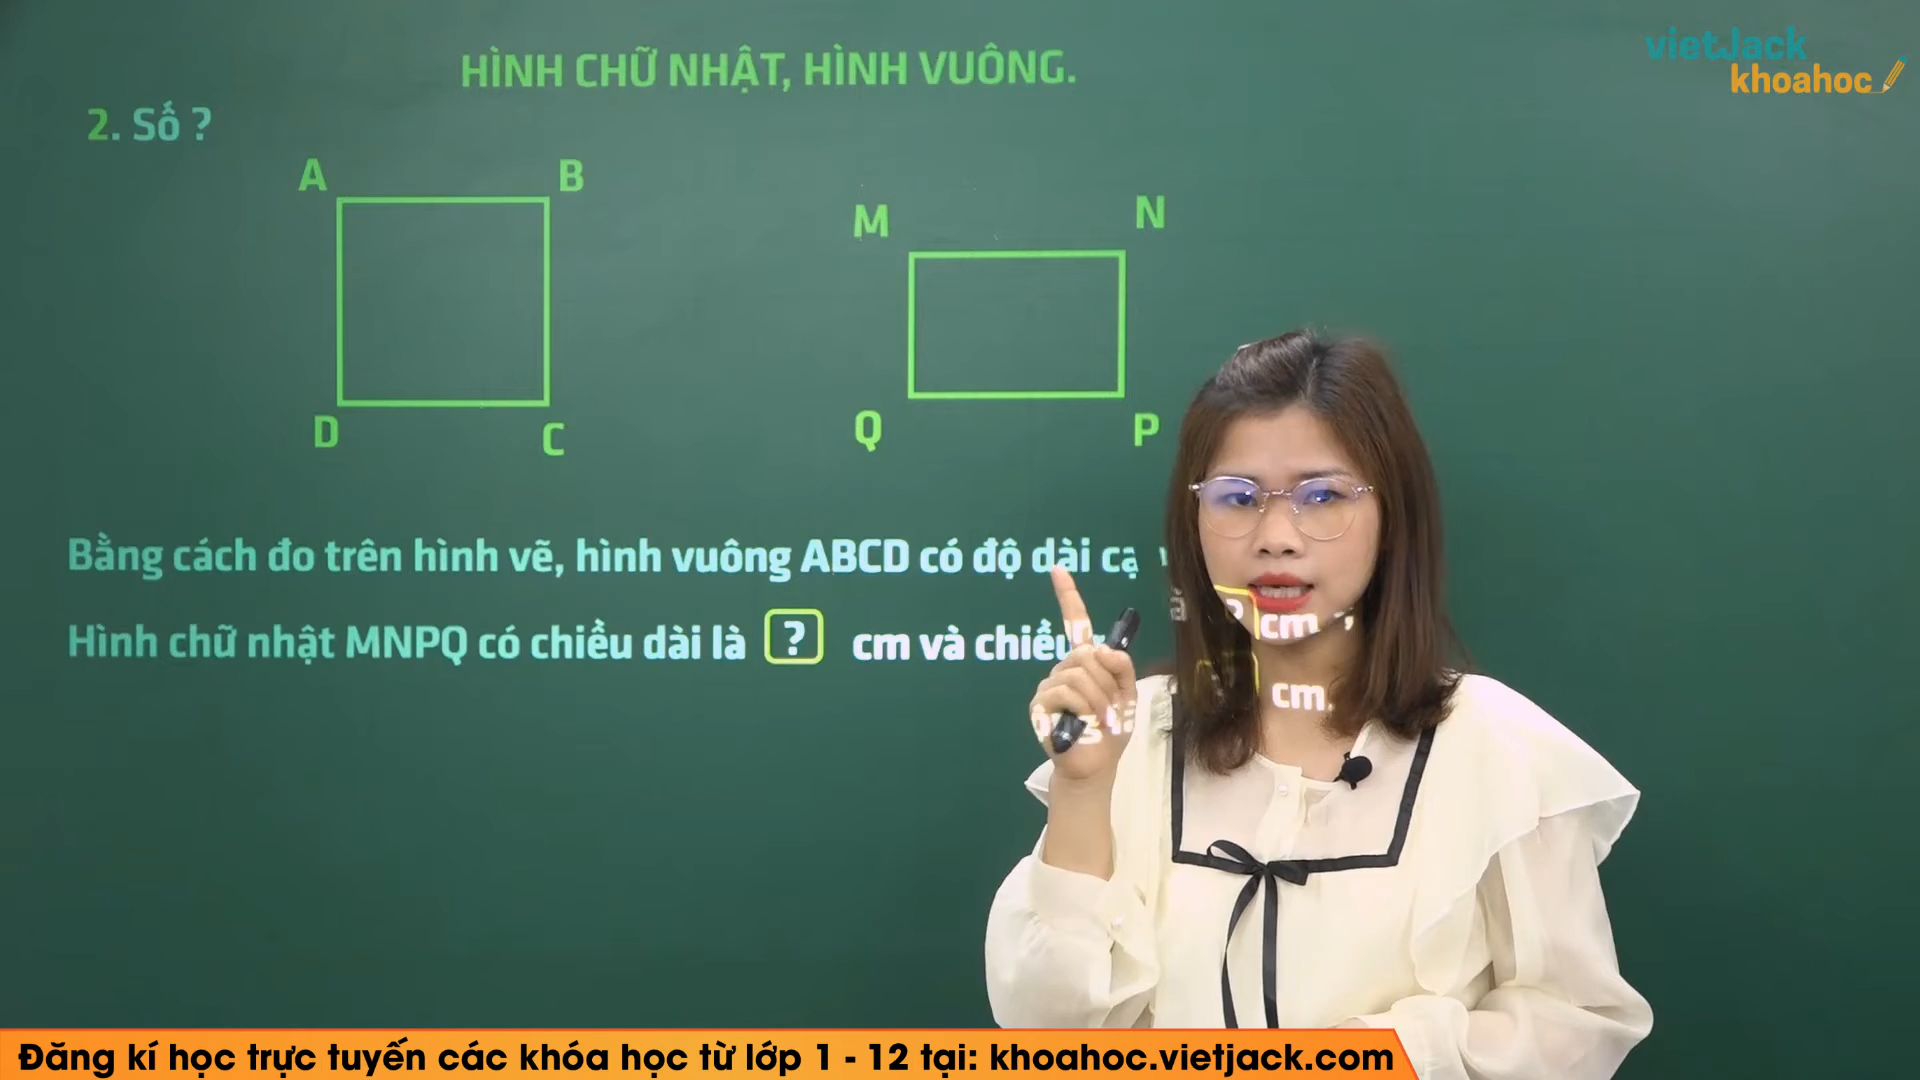 vietJack
khoahoc
HÌNH CHỮ NHẬT, HÌNH VUÔNG.
2. Số ?
A B
M N
D C
Q P
Bằng cách đo trên hình vẽ, hình vuông ABCD có độ dài ? cm
Hình chữ nhật MNPQ có chiều dài là ? cm và chiều cm.
Đăng kí học trực tuyến các khóa học từ lớp 1 - 12 tại: khoahoc.vietjack.com